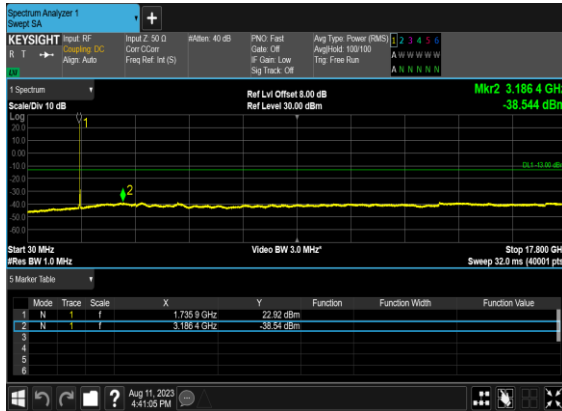 Spectrum Analyzer 1
Swept SA
+
KEYSIGHT Input: RF Input Z: 50 Ω #Atten: 40 dB PNO: Fast Avg Type: Power (RMS) 1 2 3 4 5 6
R T Coupling: DC Corr CCorr Gate: Off Avg|Hold: 100/100 A W W W W W
Align: Auto Freq Ref: Int (S) IF Gain: Low Trig: Free Run
Sig Track: Off A N N N N N
1 Spectrum Ref Lvl Offset 8.00 dB Mkr2 3.186 4 GHz
Scale/Div 10 dB Ref Level 30.00 dBm -38.544 dBm
Log
1
20.0
10.0
0.00
-10.0
DL1 -13.00 dBm
-20.0
-30.0
2
-40.0
-50.0
-60.0
Start 30 MHz Video BW 3.0 MHz* Stop 17.800 GHz
#Res BW 1.0 MHz Sweep 32.0 ms (40001 pts)
5 Marker Table
Mode Trace Scale X Y Function Function Width Function Value
1 N 1 f 1.735 9 GHz 22.92 dBm
2 N 1 f 3.186 4 GHz -38.54 dBm
3
4
5
6
? Aug 11, 2023
4:41:05 PM